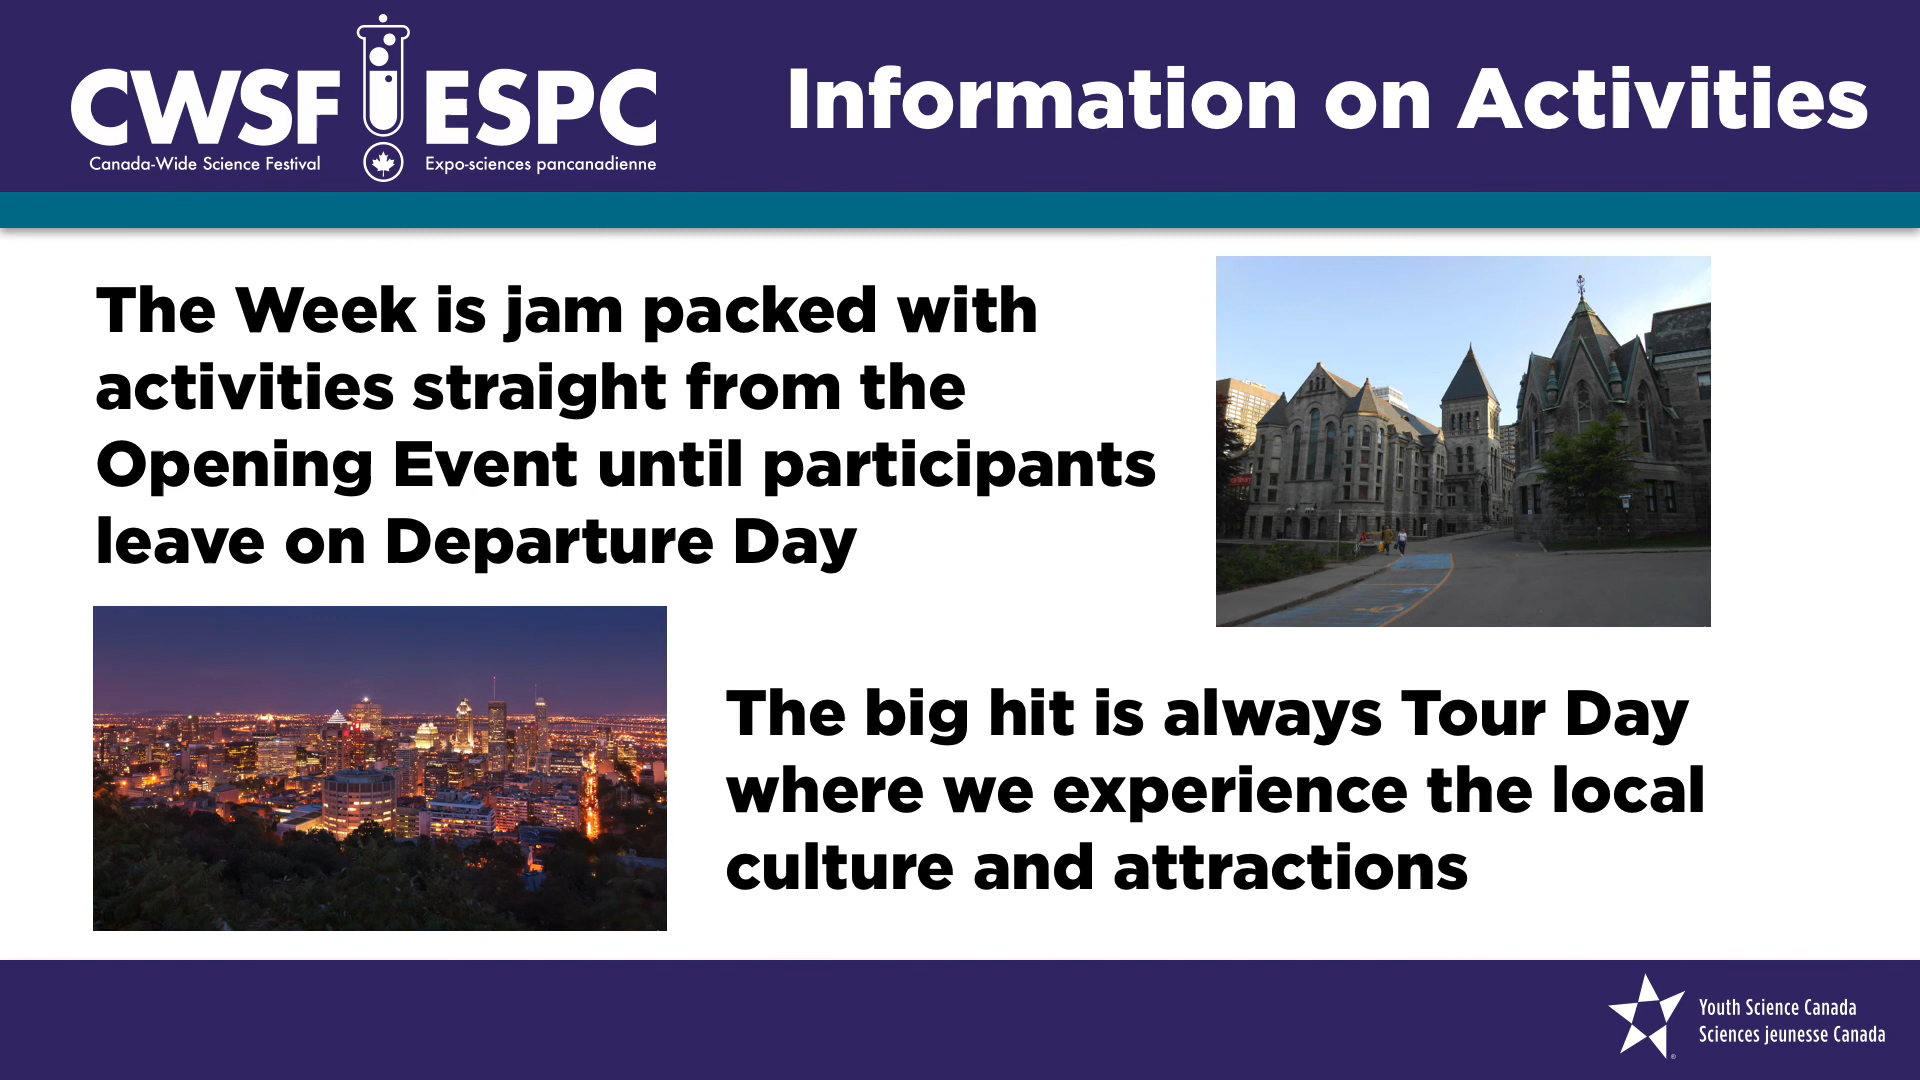 CWSF ESPC
Canada-Wide Science Festival
Expo-sciences pancanadienne
Information on Activities
The Week is jam packed with
activities straight from the
Opening Event until participants
leave on Departure Day
The big hit is always Tour Day
where we experience the local
culture and attractions
Youth Science Canada
Sciences jeunesse Canada